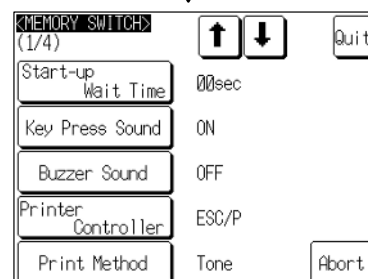 <MEMORY SWITCH>
(1/4)
Quit
Start-up
Wait Time
00sec
Key Press Sound
ON
Buzzer Sound
OFF
Printer
Controller
ESC/P
Print Method
Tone
Abort